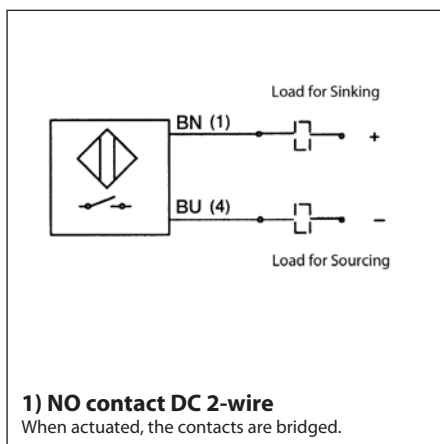 Load for Sinking
BN (1)
+
BU (4)
–
Load for Sourcing
1) NO contact DC 2-wire
When actuated, the contacts are bridged.